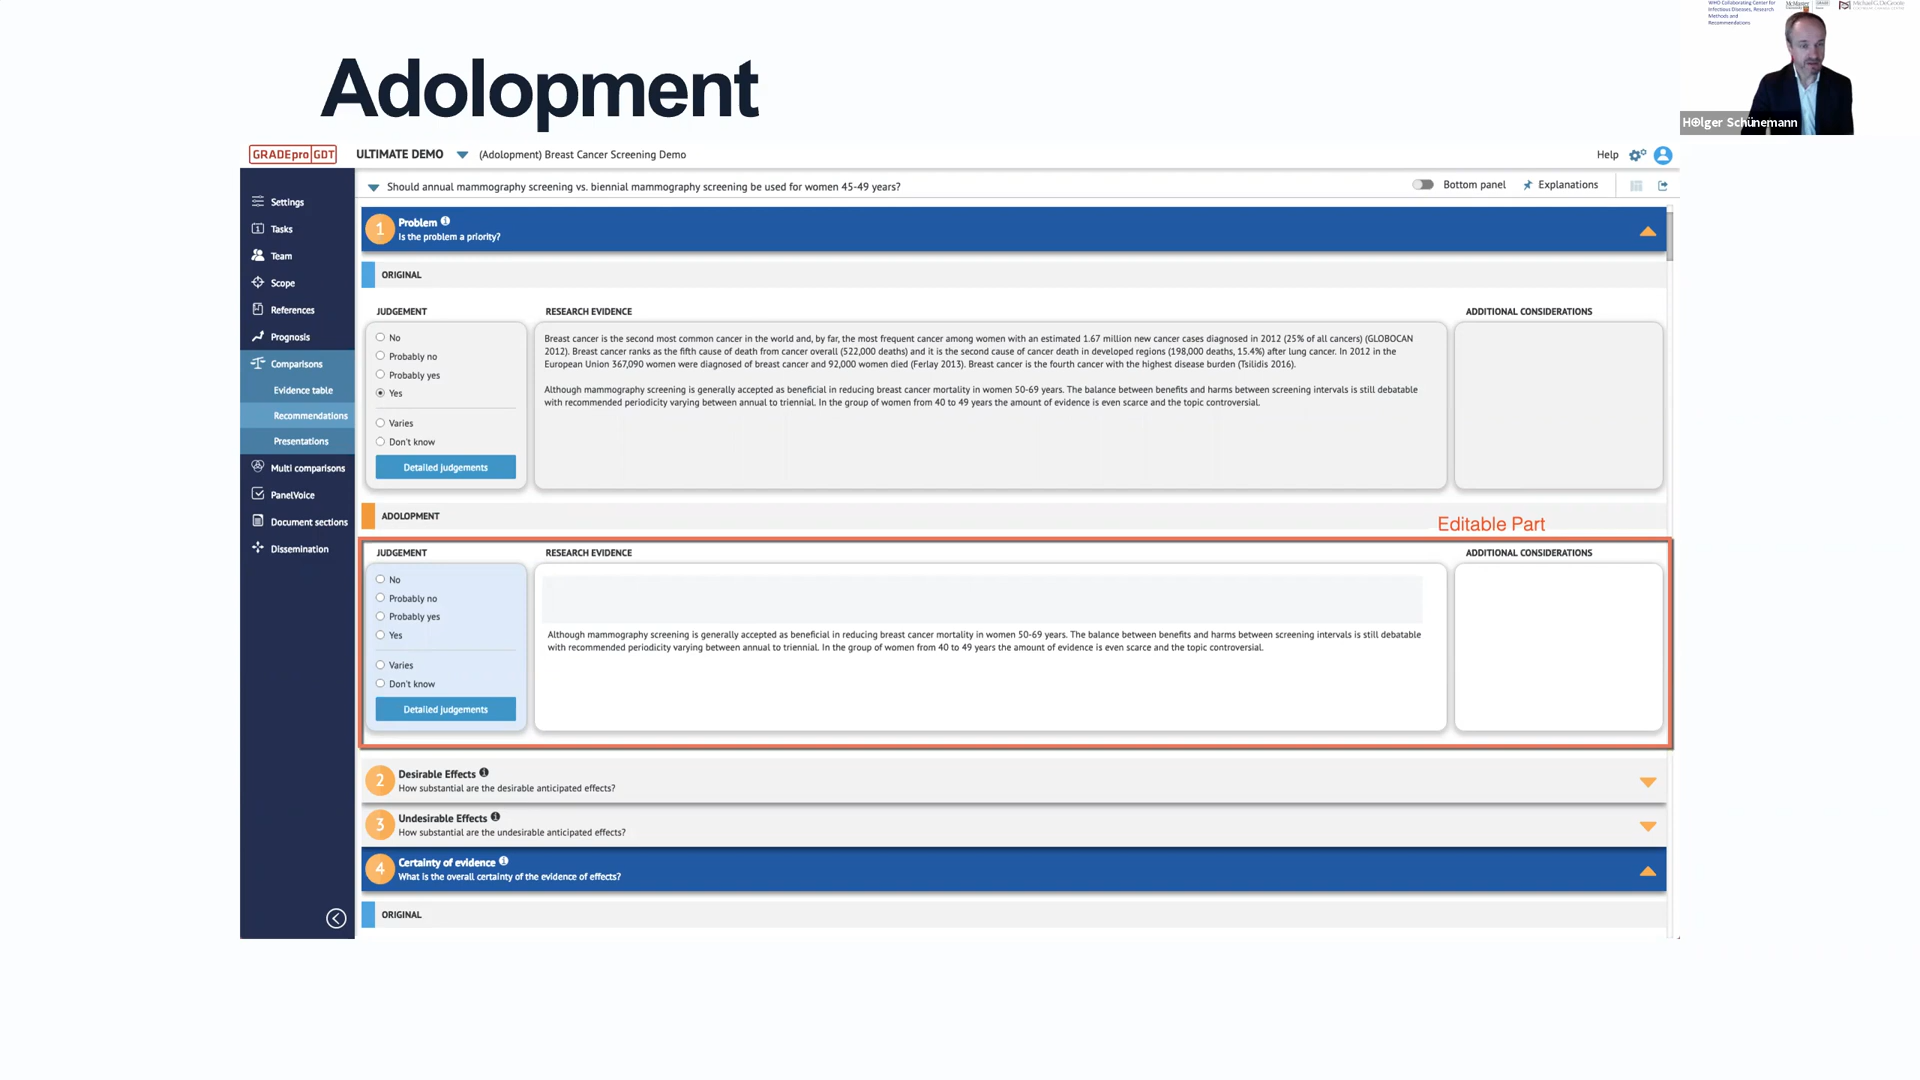 WHO Collaborating Center for
Infectious Diseases, Research
Methods and
Recommendations
McMaster
Adolopment
Holger Schünemann
GRADEpro GDT
ULTIMATE DEMO
(Adolopment) Breast Cancer Screening Demo
Help
Should annual mammography screening vs. biennial mammography screening be used for women 45-49 years?
Bottom panel
Explanations
Settings
Tasks
Team
Scope
References
Prognosis
Comparisons
Evidence table
Recommendations
Presentations
Multi comparisons
PanelVoice
Document sections
Dissemination
1
Problem
Is the problem a priority?
ORIGINAL
JUDGEMENT
RESEARCH EVIDENCE
ADDITIONAL CONSIDERATIONS
No
Probably no
Probably yes
Yes
Varies
Don't know
Detailed judgements
Breast cancer is the second most common cancer in the world and, by far, the most frequent cancer among women with an estimated 1.67 million new cancer cases diagnosed in 2012 (25% of all cancers) (GLOBOCAN
2012). Breast cancer ranks as the fifth cause of death from cancer overall (522,000 deaths) and it is the second cause of cancer death in developed regions (198,000 deaths, 15.4%) after lung cancer. In 2012 in the
European Union 367,090 women were diagnosed of breast cancer and 92,000 women died (Ferlay 2013). Breast cancer is the fourth cancer with the highest disease burden (Tsilidis 2016).
Although mammography screening is generally accepted as beneficial in reducing breast cancer mortality in women 50-69 years. The balance between benefits and harms between screening intervals is still debatable
with recommended periodicity varying between annual to triennial. In the group of women from 40 to 49 years the amount of evidence is even scarce and the topic controversial.
ADOLOPMENT
Editable Part
JUDGEMENT
RESEARCH EVIDENCE
ADDITIONAL CONSIDERATIONS
No
Probably no
Probably yes
Yes
Varies
Don't know
Detailed judgements
Although mammography screening is generally accepted as beneficial in reducing breast cancer mortality in women 50-69 years. The balance between benefits and harms between screening intervals is still debatable
with recommended periodicity varying between annual to triennial. In the group of women from 40 to 49 years the amount of evidence is even scarce and the topic controversial.
2
Desirable Effects
How substantial are the desirable anticipated effects?
3
Undesirable Effects
How substantial are the undesirable anticipated effects?
4
Certainty of evidence
What is the overall certainty of the evidence of effects?
ORIGINAL